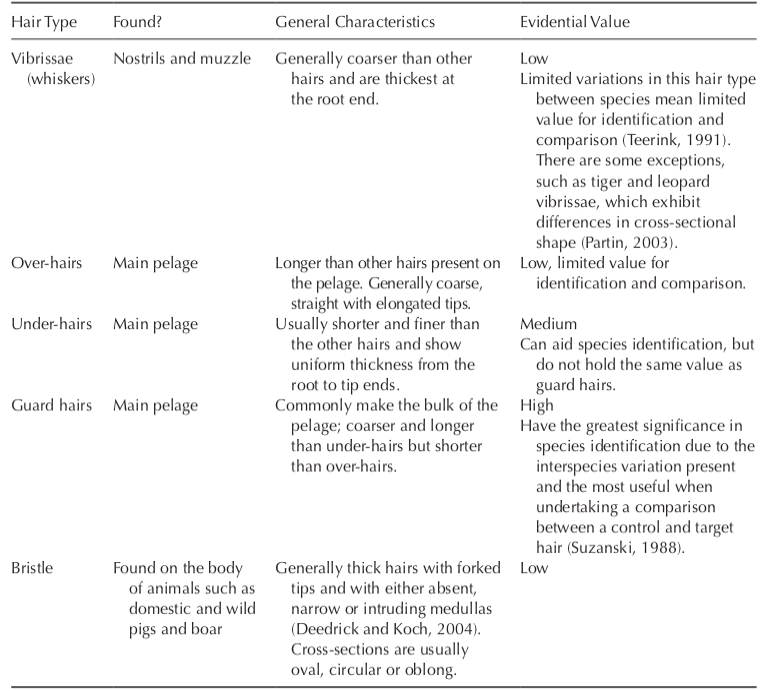 Hair Type Found? General Characteristics Evidential Value
Vibrissae
(whiskers)
Nostrils and muzzle
Generally coarser than other
hairs and are thickest at
the root end.
Low
Limited variations in this hair type
between species mean limited
value for identification and
comparison (Teerink, 1991).
There are some exceptions,
such as tiger and leopard
vibrissae, which exhibit
differences in cross-sectional
shape (Partin, 2003).
Over-hairs
Main pelage
Longer than other hairs present on
the pelage. Generally coarse,
straight with elongated tips.
Low, limited value for
identification and comparison.
Under-hairs
Main pelage
Usually shorter and finer than
the other hairs and show
uniform thickness from the
root to tip ends.
Medium
Can aid species identification, but
do not hold the same value as
guard hairs.
Guard hairs
Main pelage
Commonly make the bulk of the
pelage; coarser and longer
than under-hairs but shorter
than over-hairs.
High
Have the greatest significance in
species identification due to the
interspecies variation present
and the most useful when
undertaking a comparison
between a control and target
hair (Suzanski, 1988).
Bristle
Found on the body
of animals such as
domestic and wild
pigs and boar
Generally thick hairs with forked
tips and with either absent,
narrow or intruding medullas
(Deedrick and Koch, 2004).
Cross-sections are usually
oval, circular or oblong.
Low